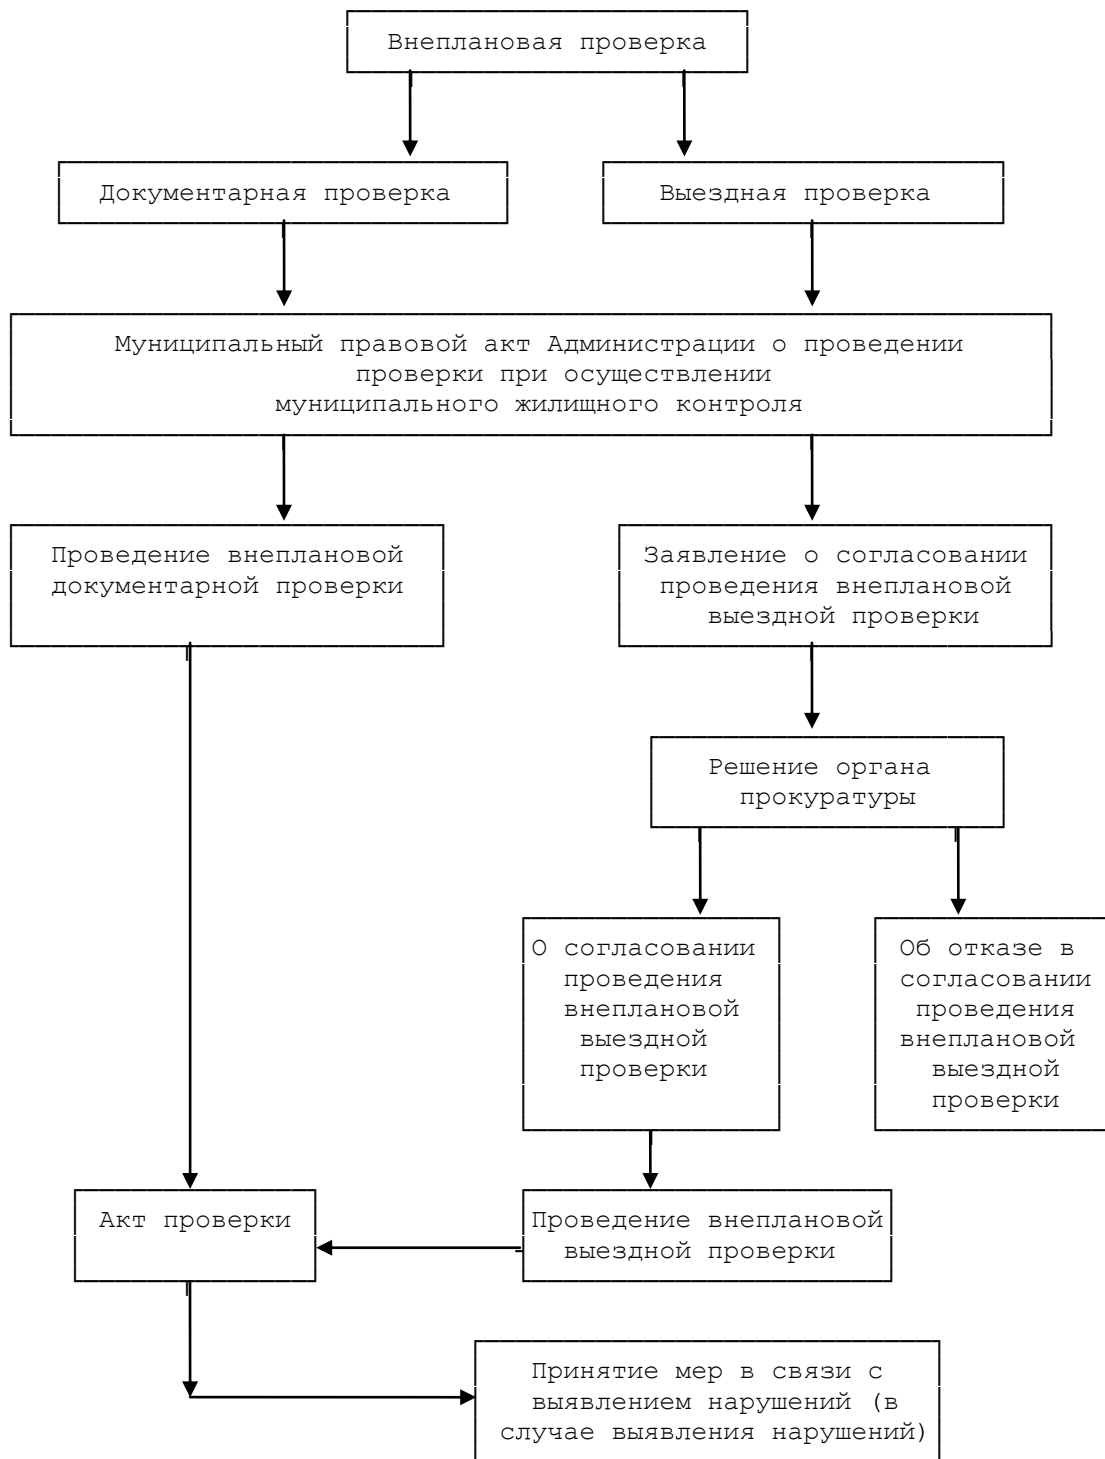 Внеплановая проверка
Документарная проверка
Выездная проверка
Муниципальный правовой акт Администрации о проведении
проверки при осуществлении
муниципального жилищного контроля
Проведение внеплановой
документарной проверки
Заявление о согласовании
проведения внеплановой
выездной проверки
Решение органа
прокуратуры
О согласовании
проведения
внеплановой
выездной
проверки
Об отказе в
согласовании
проведения
внеплановой
выездной
проверки
Акт проверки
Проведение внеплановой
выездной проверки
Принятие мер в связи с
выявлением нарушений (в
случае выявления нарушений)